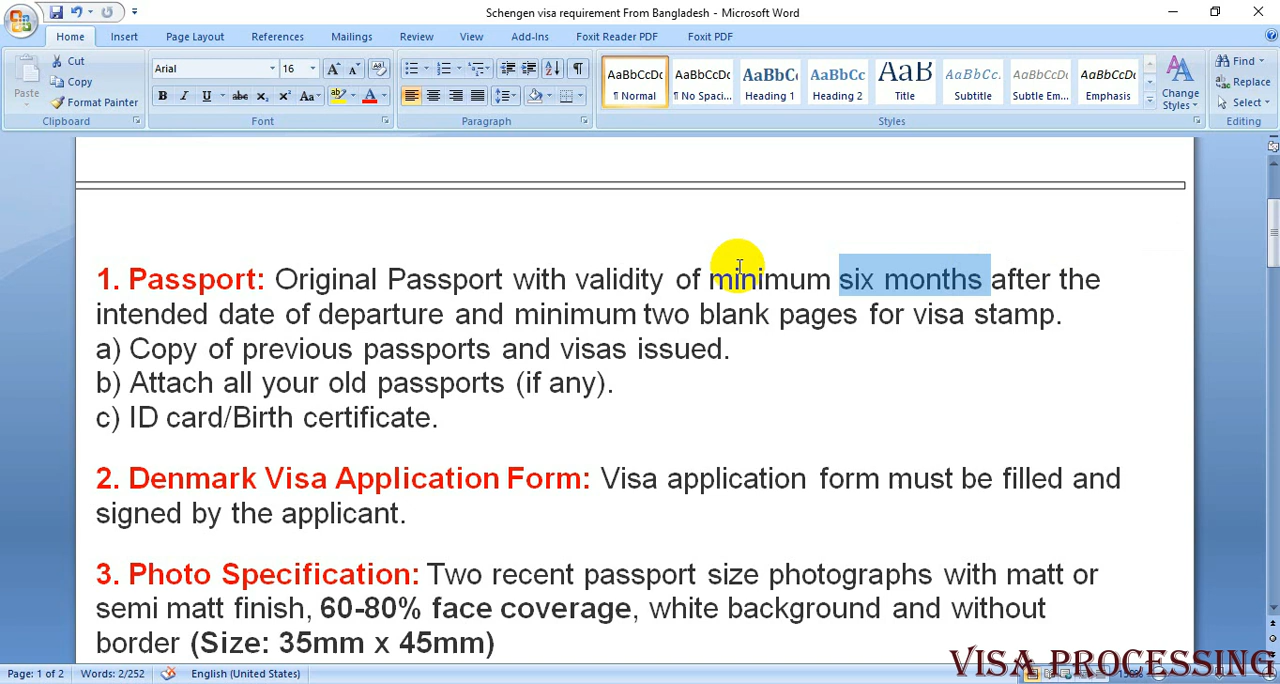 Schengen visa requirement From Bangladesh - Microsoft Word
Home Insert Page Layout References Mailings Review View Add-Ins Foxit Reader PDF Foxit PDF
Paste Cut Copy Format Painter
Clipboard
Arial 16
Font
Paragraph
AaBbCcDc AaBbCcDc AaBbC AaBbCc AaB AaBbCc. AaBbCcDc AaBbCcDc
¶ Normal ¶ No Spaci... Heading 1 Heading 2 Title Subtitle Subtle Em... Emphasis
Styles
Change Styles
Find Replace Select
Editing
1. Passport: Original Passport with validity of minimum six months after the
intended date of departure and minimum two blank pages for visa stamp.
a) Copy of previous passports and visas issued.
b) Attach all your old passports (if any).
c) ID card/Birth certificate.
2. Denmark Visa Application Form: Visa application form must be filled and
signed by the applicant.
3. Photo Specification: Two recent passport size photographs with matt or
semi matt finish, 60-80% face coverage, white background and without
border (Size: 35mm x 45mm)
VISA PROCESSING
Page: 1 of 2 Words: 2/252 English (United States)